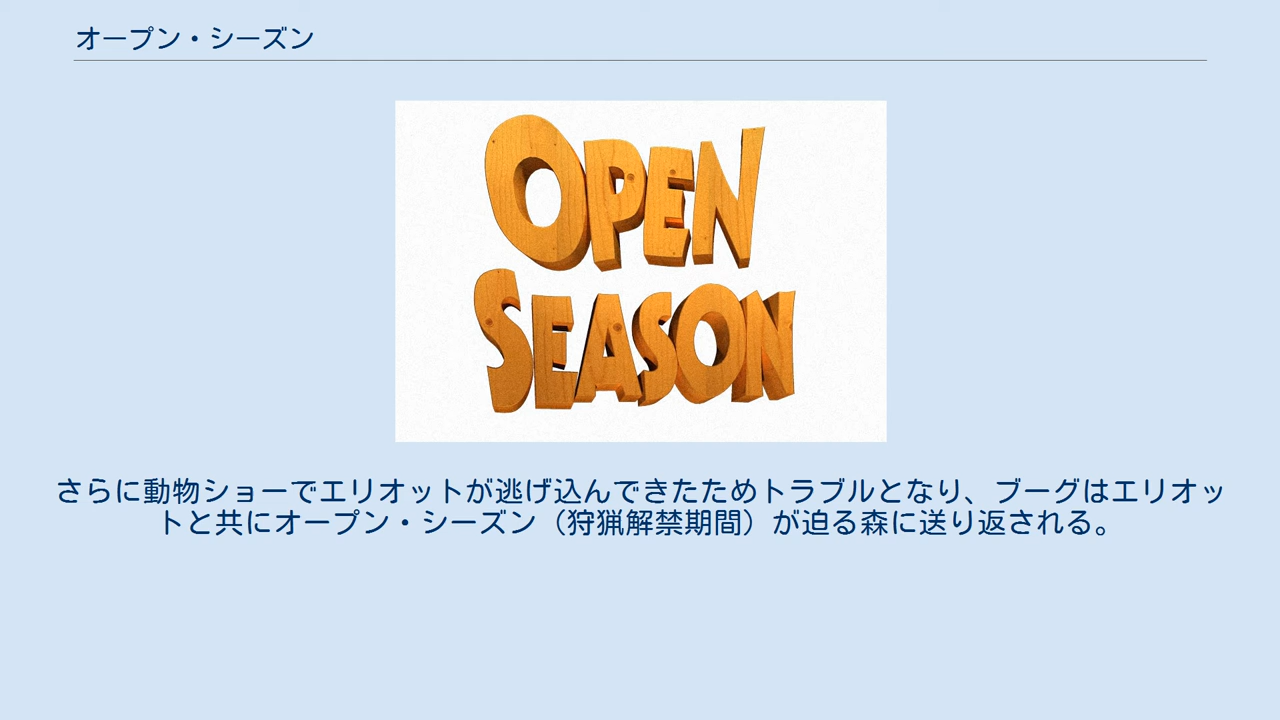 オープン・シーズン
OPEN
SEASON
さらに動物ショーでエリオットが逃げ込んできたためトラブルとなり、ブーグはエリオッ
トと共にオープン・シーズン（狩猟解禁期間）が迫る森に送り返される。